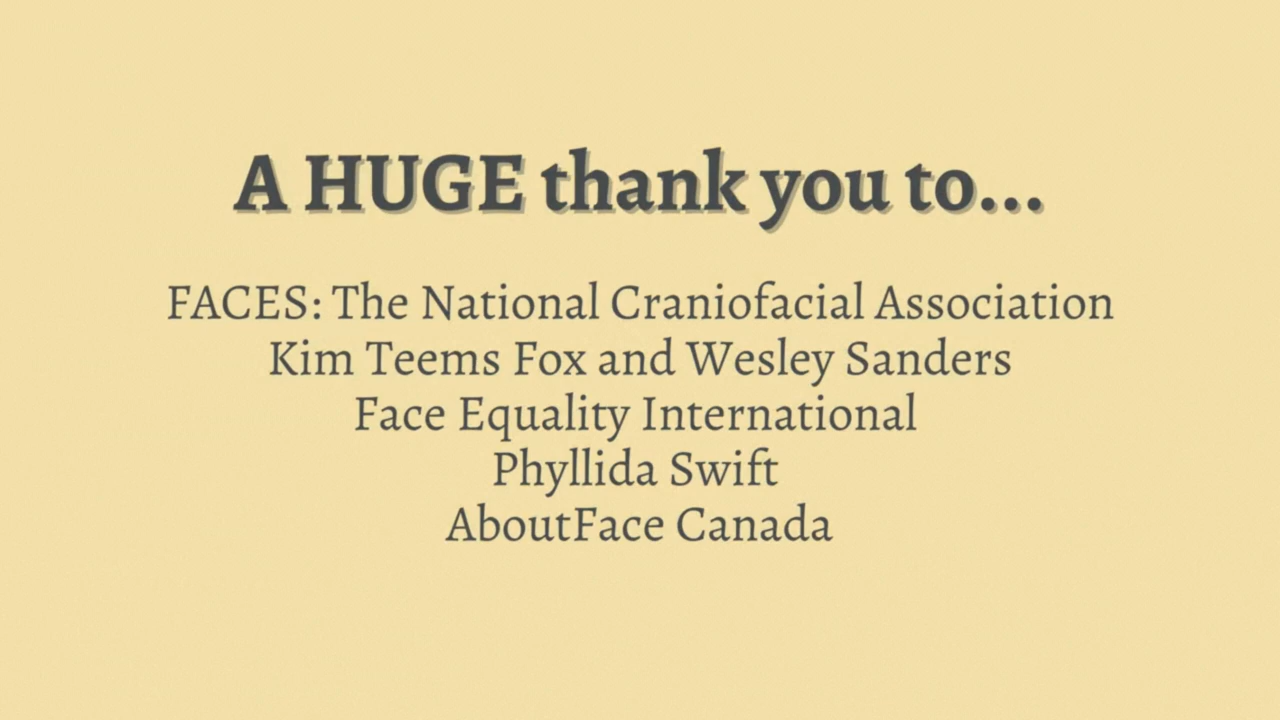 A HUGE thank you to...
FACES: The National Craniofacial Association
Kim Teems Fox and Wesley Sanders
Face Equality International
Phyllida Swift
AboutFace Canada